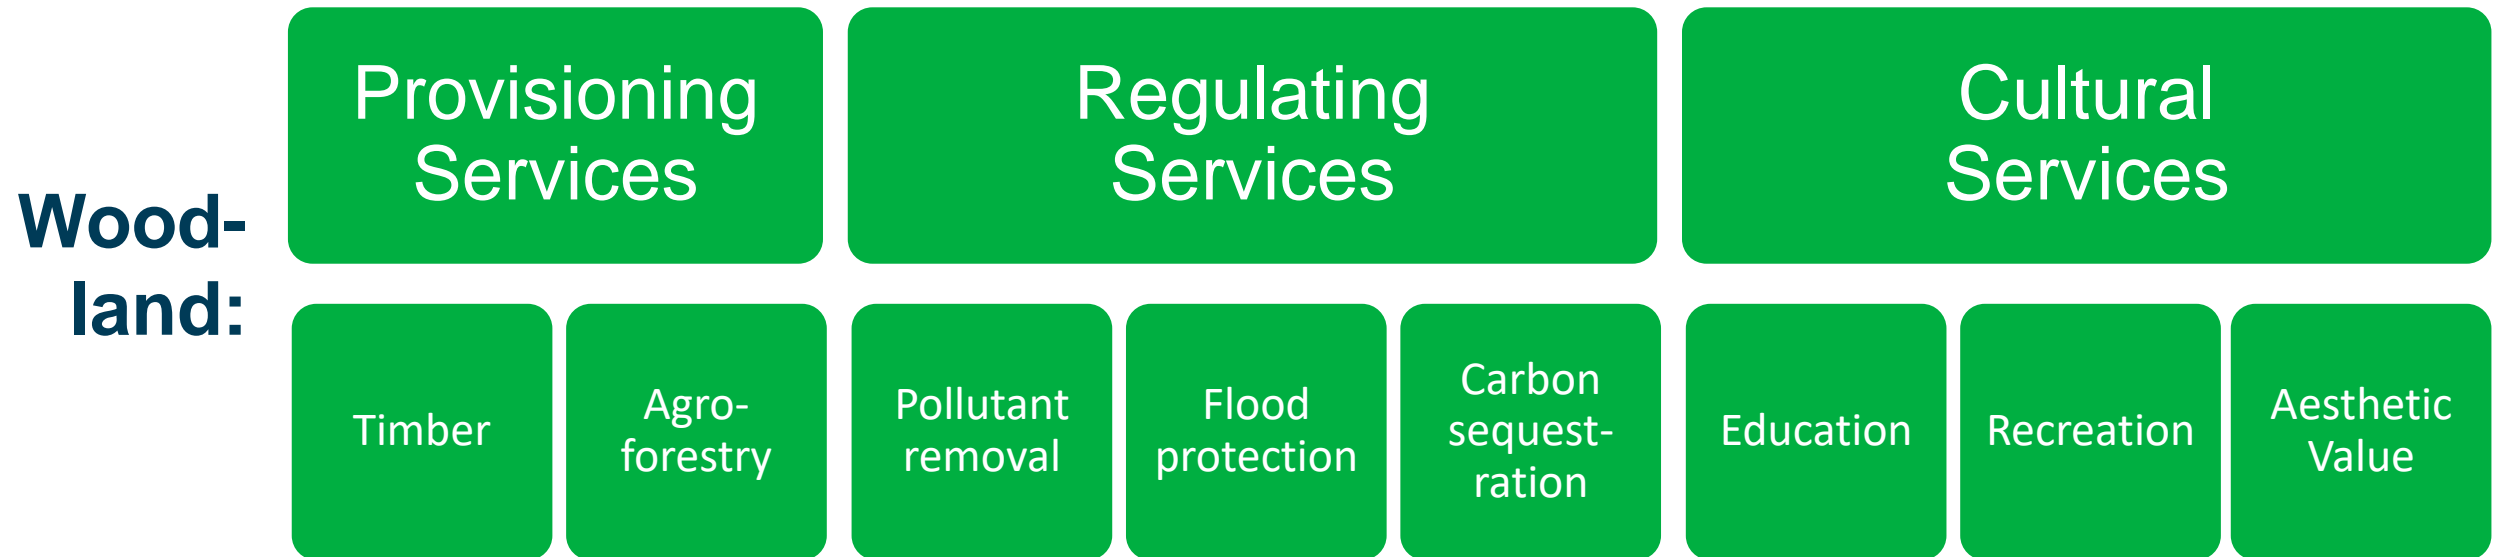 Wood-
land:
Provisioning
Services
Regulating
Services
Cultural
Services
Timber
Agro-
forestry
Pollutant
removal
Flood
protection
Carbon
sequest-
ration
Education
Recreation
Aesthetic
Value